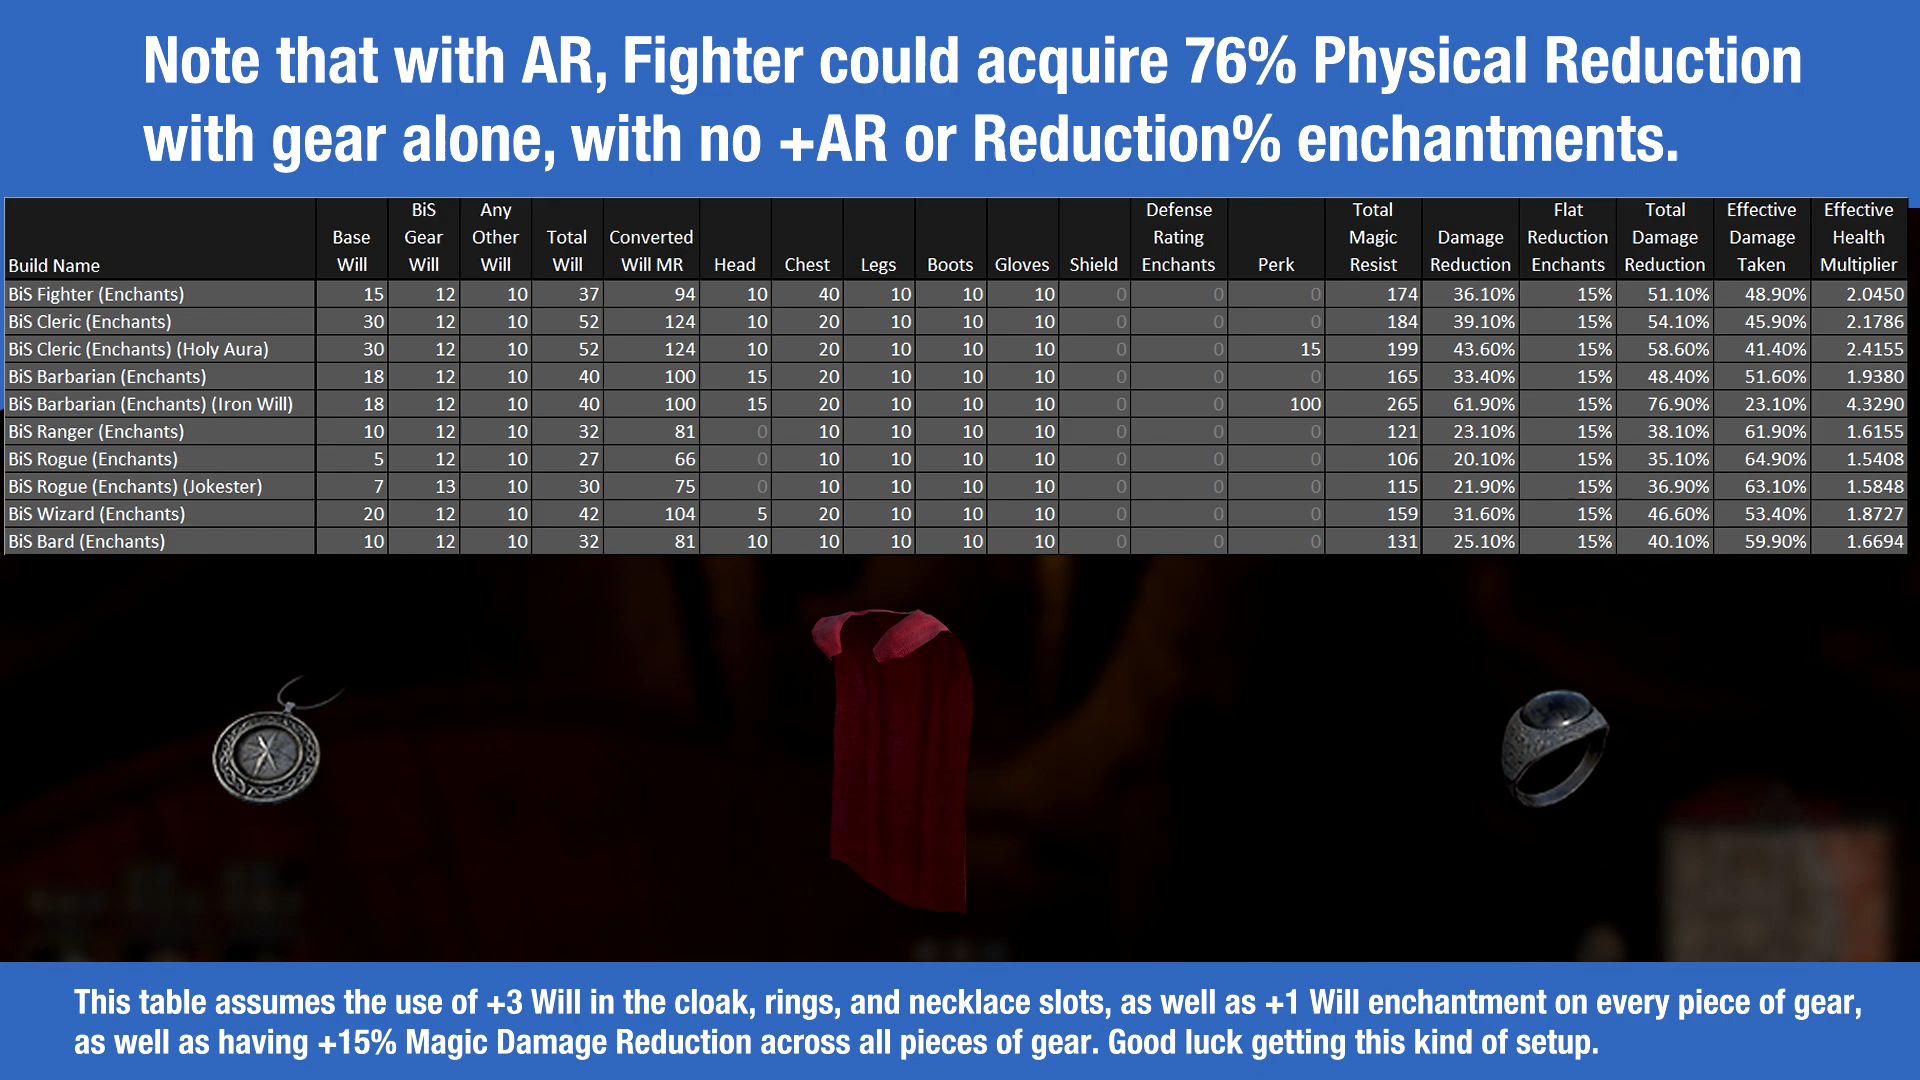 Note that with AR, Fighter could acquire 76% Physical Reduction
with gear alone, with no +AR or Reduction% enchantments.
Build Name Base Will BiS Gear Will Any Other Will Total Will Converted Will MR Head Chest Legs Boots Gloves Shield Defense Rating Enchants Perk Total Magic Resist Damage Reduction Flat Reduction Enchants Total Damage Reduction Effective Damage Taken Effective Health Multiplier
BiS Fighter (Enchants) 15 12 10 37 94 10 40 10 10 10 0 0 0 174 36.10% 15% 51.10% 48.90% 2.0450
BiS Cleric (Enchants) 30 12 10 52 124 10 20 10 10 10 0 0 0 184 39.10% 15% 54.10% 45.90% 2.1786
BiS Cleric (Enchants) (Holy Aura) 30 12 10 52 124 10 20 10 10 10 0 0 15 199 43.60% 15% 58.60% 41.40% 2.4155
BiS Barbarian (Enchants) 18 12 10 40 100 15 20 10 10 10 0 0 0 165 33.40% 15% 48.40% 51.60% 1.9380
BiS Barbarian (Enchants) (Iron Will) 18 12 10 40 100 15 20 10 10 10 0 0 100 265 61.90% 15% 76.90% 23.10% 4.3290
BiS Ranger (Enchants) 10 12 10 32 81 0 10 10 10 10 0 0 0 121 23.10% 15% 38.10% 61.90% 1.6155
BiS Rogue (Enchants) 5 12 10 27 66 0 10 10 10 10 0 0 0 106 20.10% 15% 35.10% 64.90% 1.5408
BiS Rogue (Enchants) (Jokester) 7 13 10 30 75 0 10 10 10 10 0 0 0 115 21.90% 15% 36.90% 63.10% 1.5848
BiS Wizard (Enchants) 20 12 10 42 104 5 20 10 10 10 0 0 0 159 31.60% 15% 46.60% 53.40% 1.8727
BiS Bard (Enchants) 10 12 10 32 81 10 10 10 10 10 0 0 0 131 25.10% 15% 40.10% 59.90% 1.6694
This table assumes the use of +3 Will in the cloak, rings, and necklace slots, as well as +1 Will enchantment on every piece of gear,
as well as having +15% Magic Damage Reduction across all pieces of gear. Good luck getting this kind of setup.